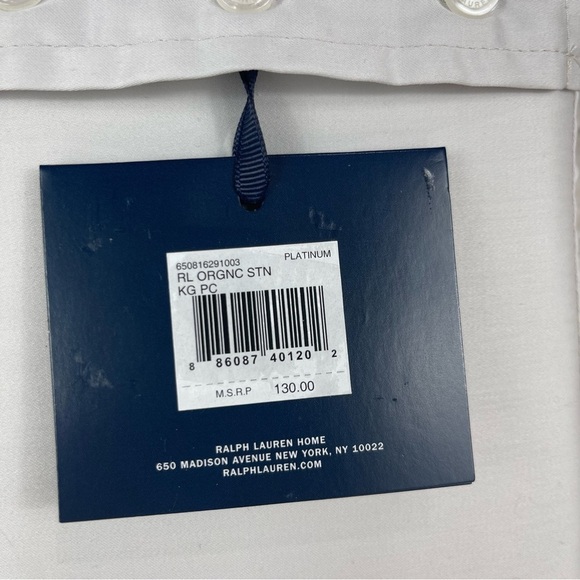 650816291003 PLATINUM
RL ORGNC STN
KG PC
8 86087 40120 2
M.S.R.P 130.00
RALPH LAUREN HOME
650 MADISON AVENUE NEW YORK, NY 10022
RALPHLAUREN.COM